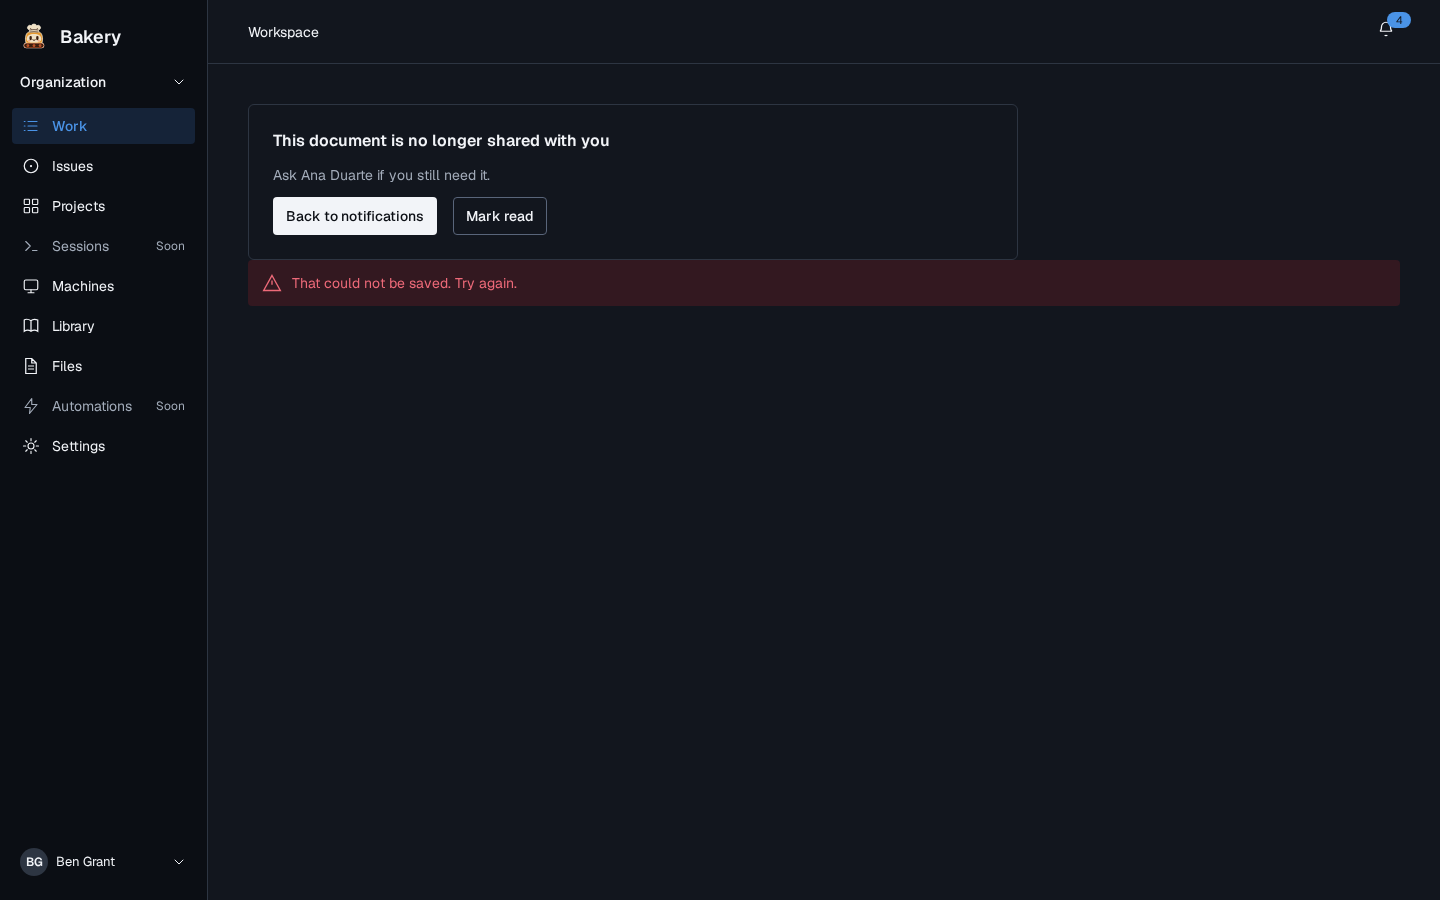 Bakery
Organization
Work
Issues
Projects
Sessions Soon
Machines
Library
Files
Automations Soon
Settings
BG Ben Grant
Workspace
4
This document is no longer shared with you
Ask Ana Duarte if you still need it.
Back to notifications Mark read
That could not be saved. Try again.